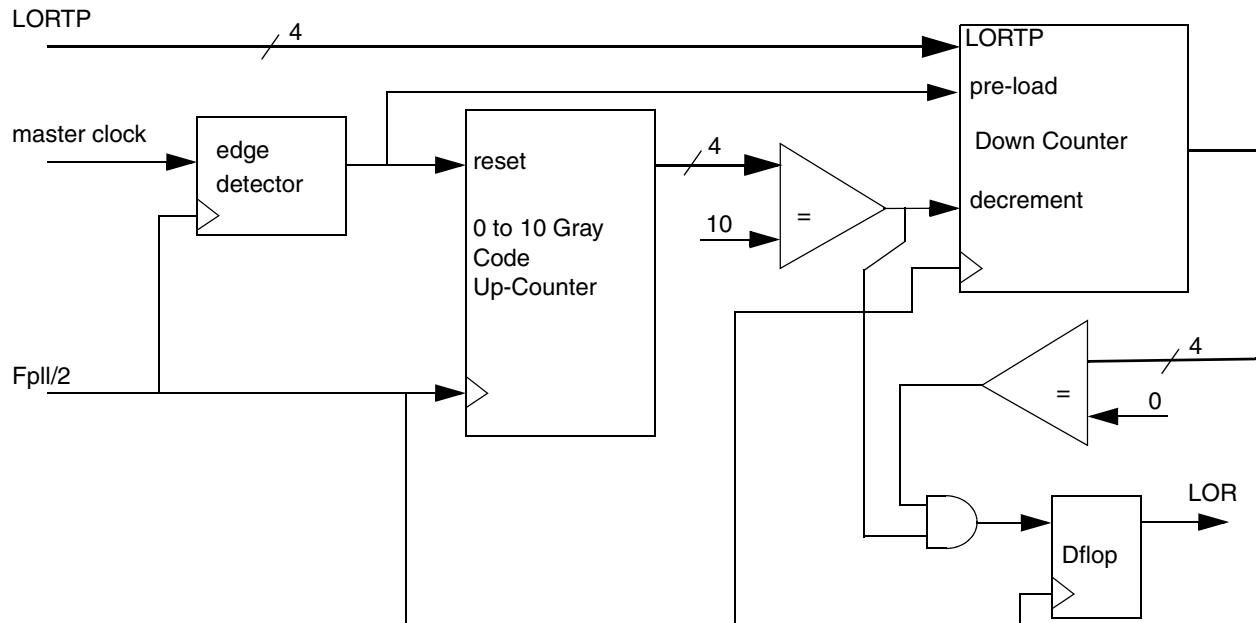 LORTP
4
LORTP
pre-load
master clock
edge
detector
reset
4
Down Counter
=
decrement
10
0 to 10 Gray
Code
Up-Counter
Fpll/2
4
=
0
LOR
Dflop